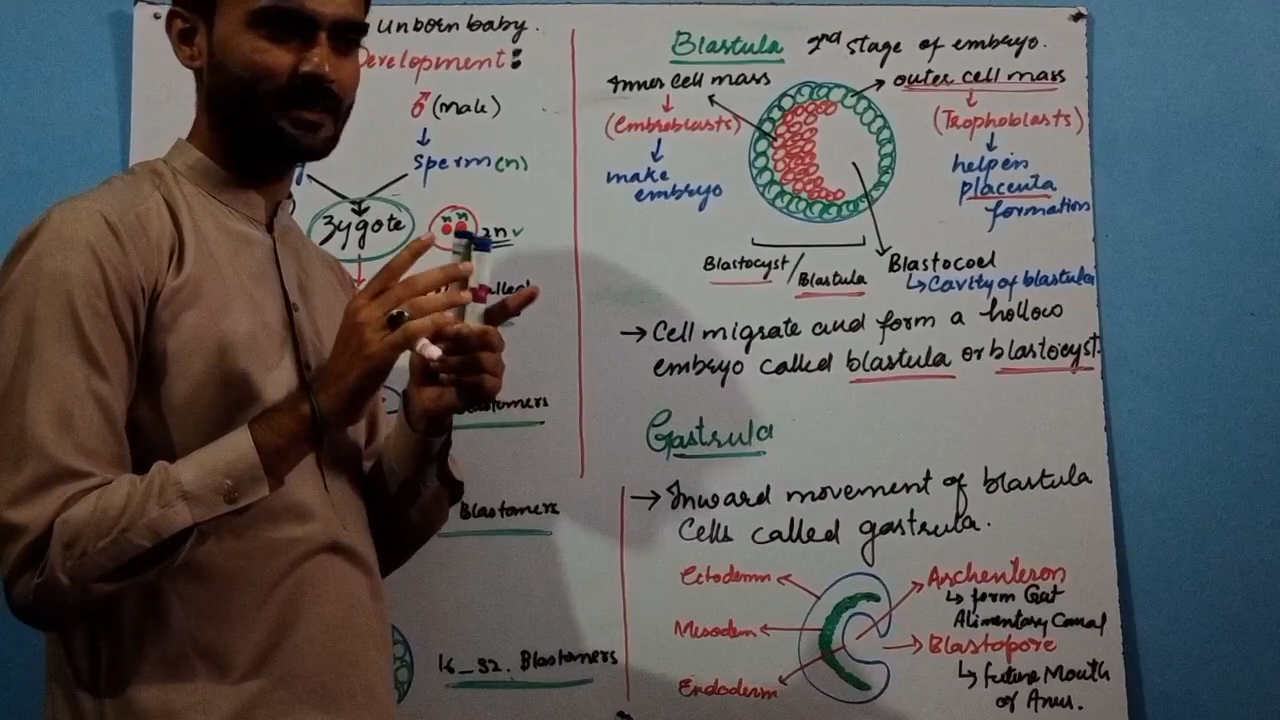 unborn baby.
Development:
♂ (male)
sperm(n)
Zygote
n n
2n
Blastomers
Blastomers
16_32. Blastomers
Blastula 2nd stage of embryo.
Inner cell mass
(Embroblasts)
make
embryo
outer cell mass
(Trophoblasts)
help in
placenta
formation
Blastocyst/Blastula
Blastocoel
↳Cavity of blastula
→ Cell migrate and form a hollow
embryo called blastula or blastocyst.
Gastrula
→ Inward movement of blastula
Cells called gastrula.
Ectoderm
Mesoderm
Endoderm
Archenteron
↳ form Gut
Alimentary Canal
Blastopore
↳ future Mouth
or Anus.